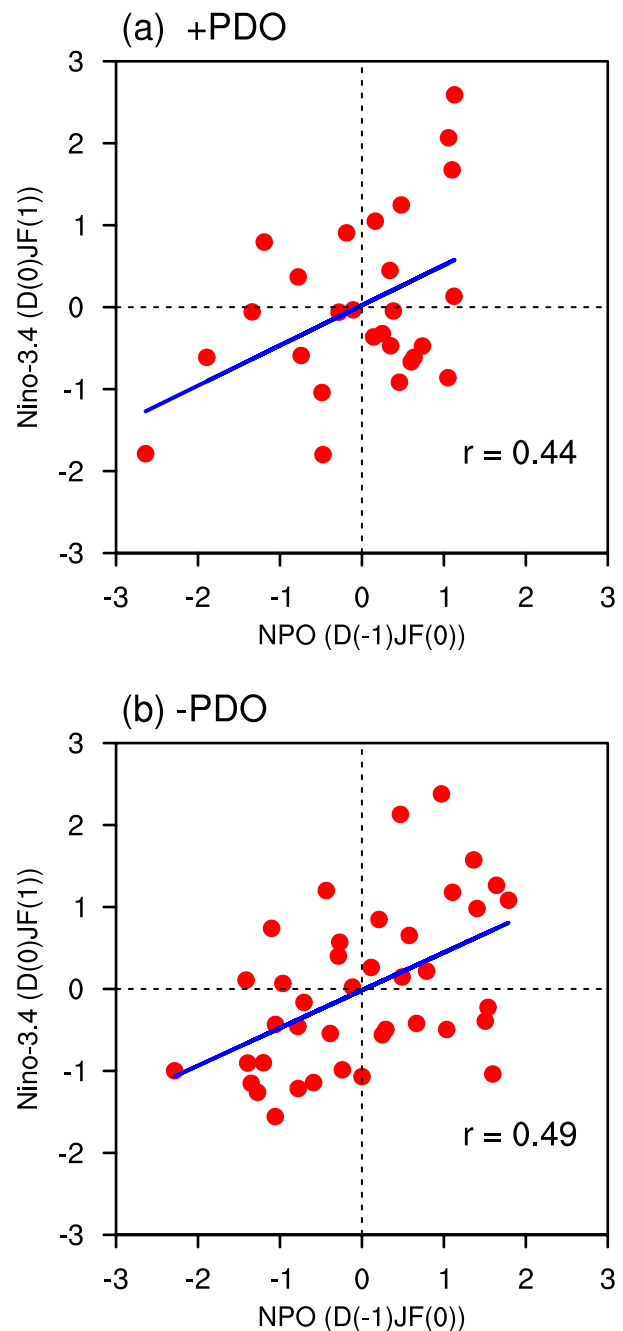 (a) +PDO
3
2
1
0
-1
-2
-3
Nino-3.4 (D(0)JF(1))
r = 0.44
-3 -2 -1 0 1 2 3
NPO (D(-1)JF(0))
(b) -PDO
3
2
1
0
-1
-2
-3
Nino-3.4 (D(0)JF(1))
r = 0.49
-3 -2 -1 0 1 2 3
NPO (D(-1)JF(0))